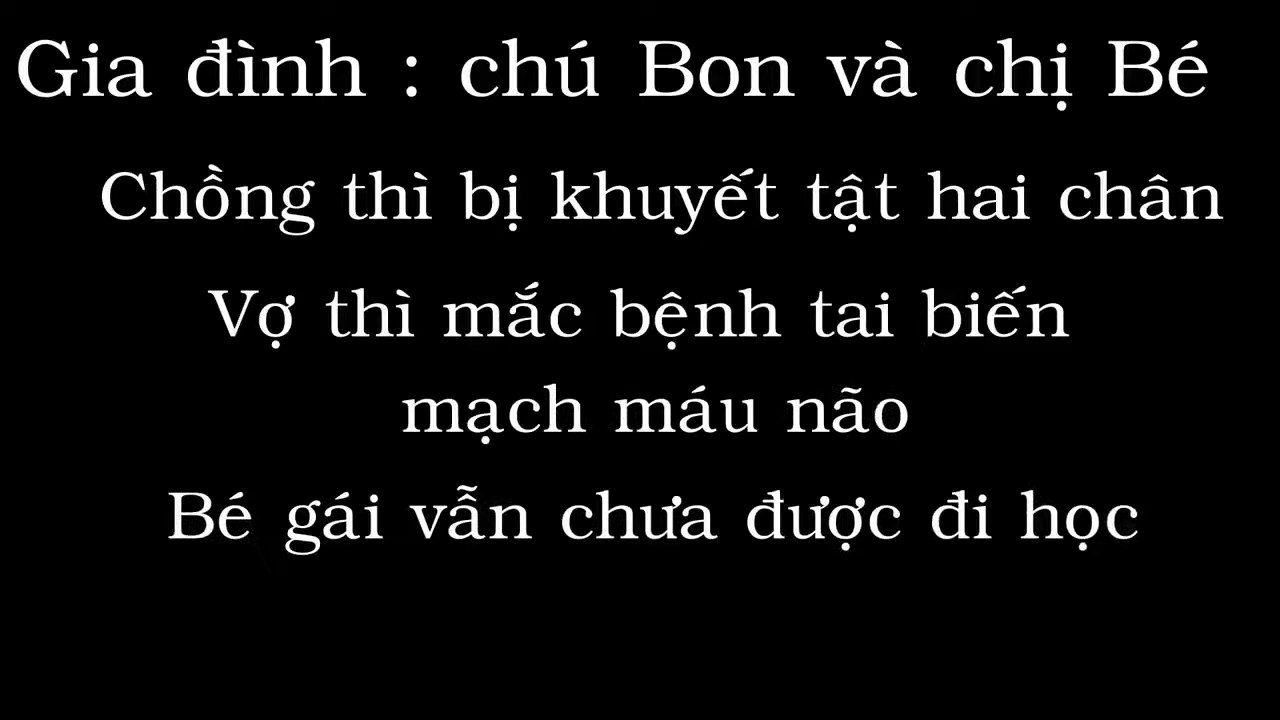 Gia đình : chú Bon và chị Bé
Chồng thì bị khuyết tật hai chân
Vợ thì mắc bệnh tai biến
mạch máu não
Bé gái vẫn chưa được đi học